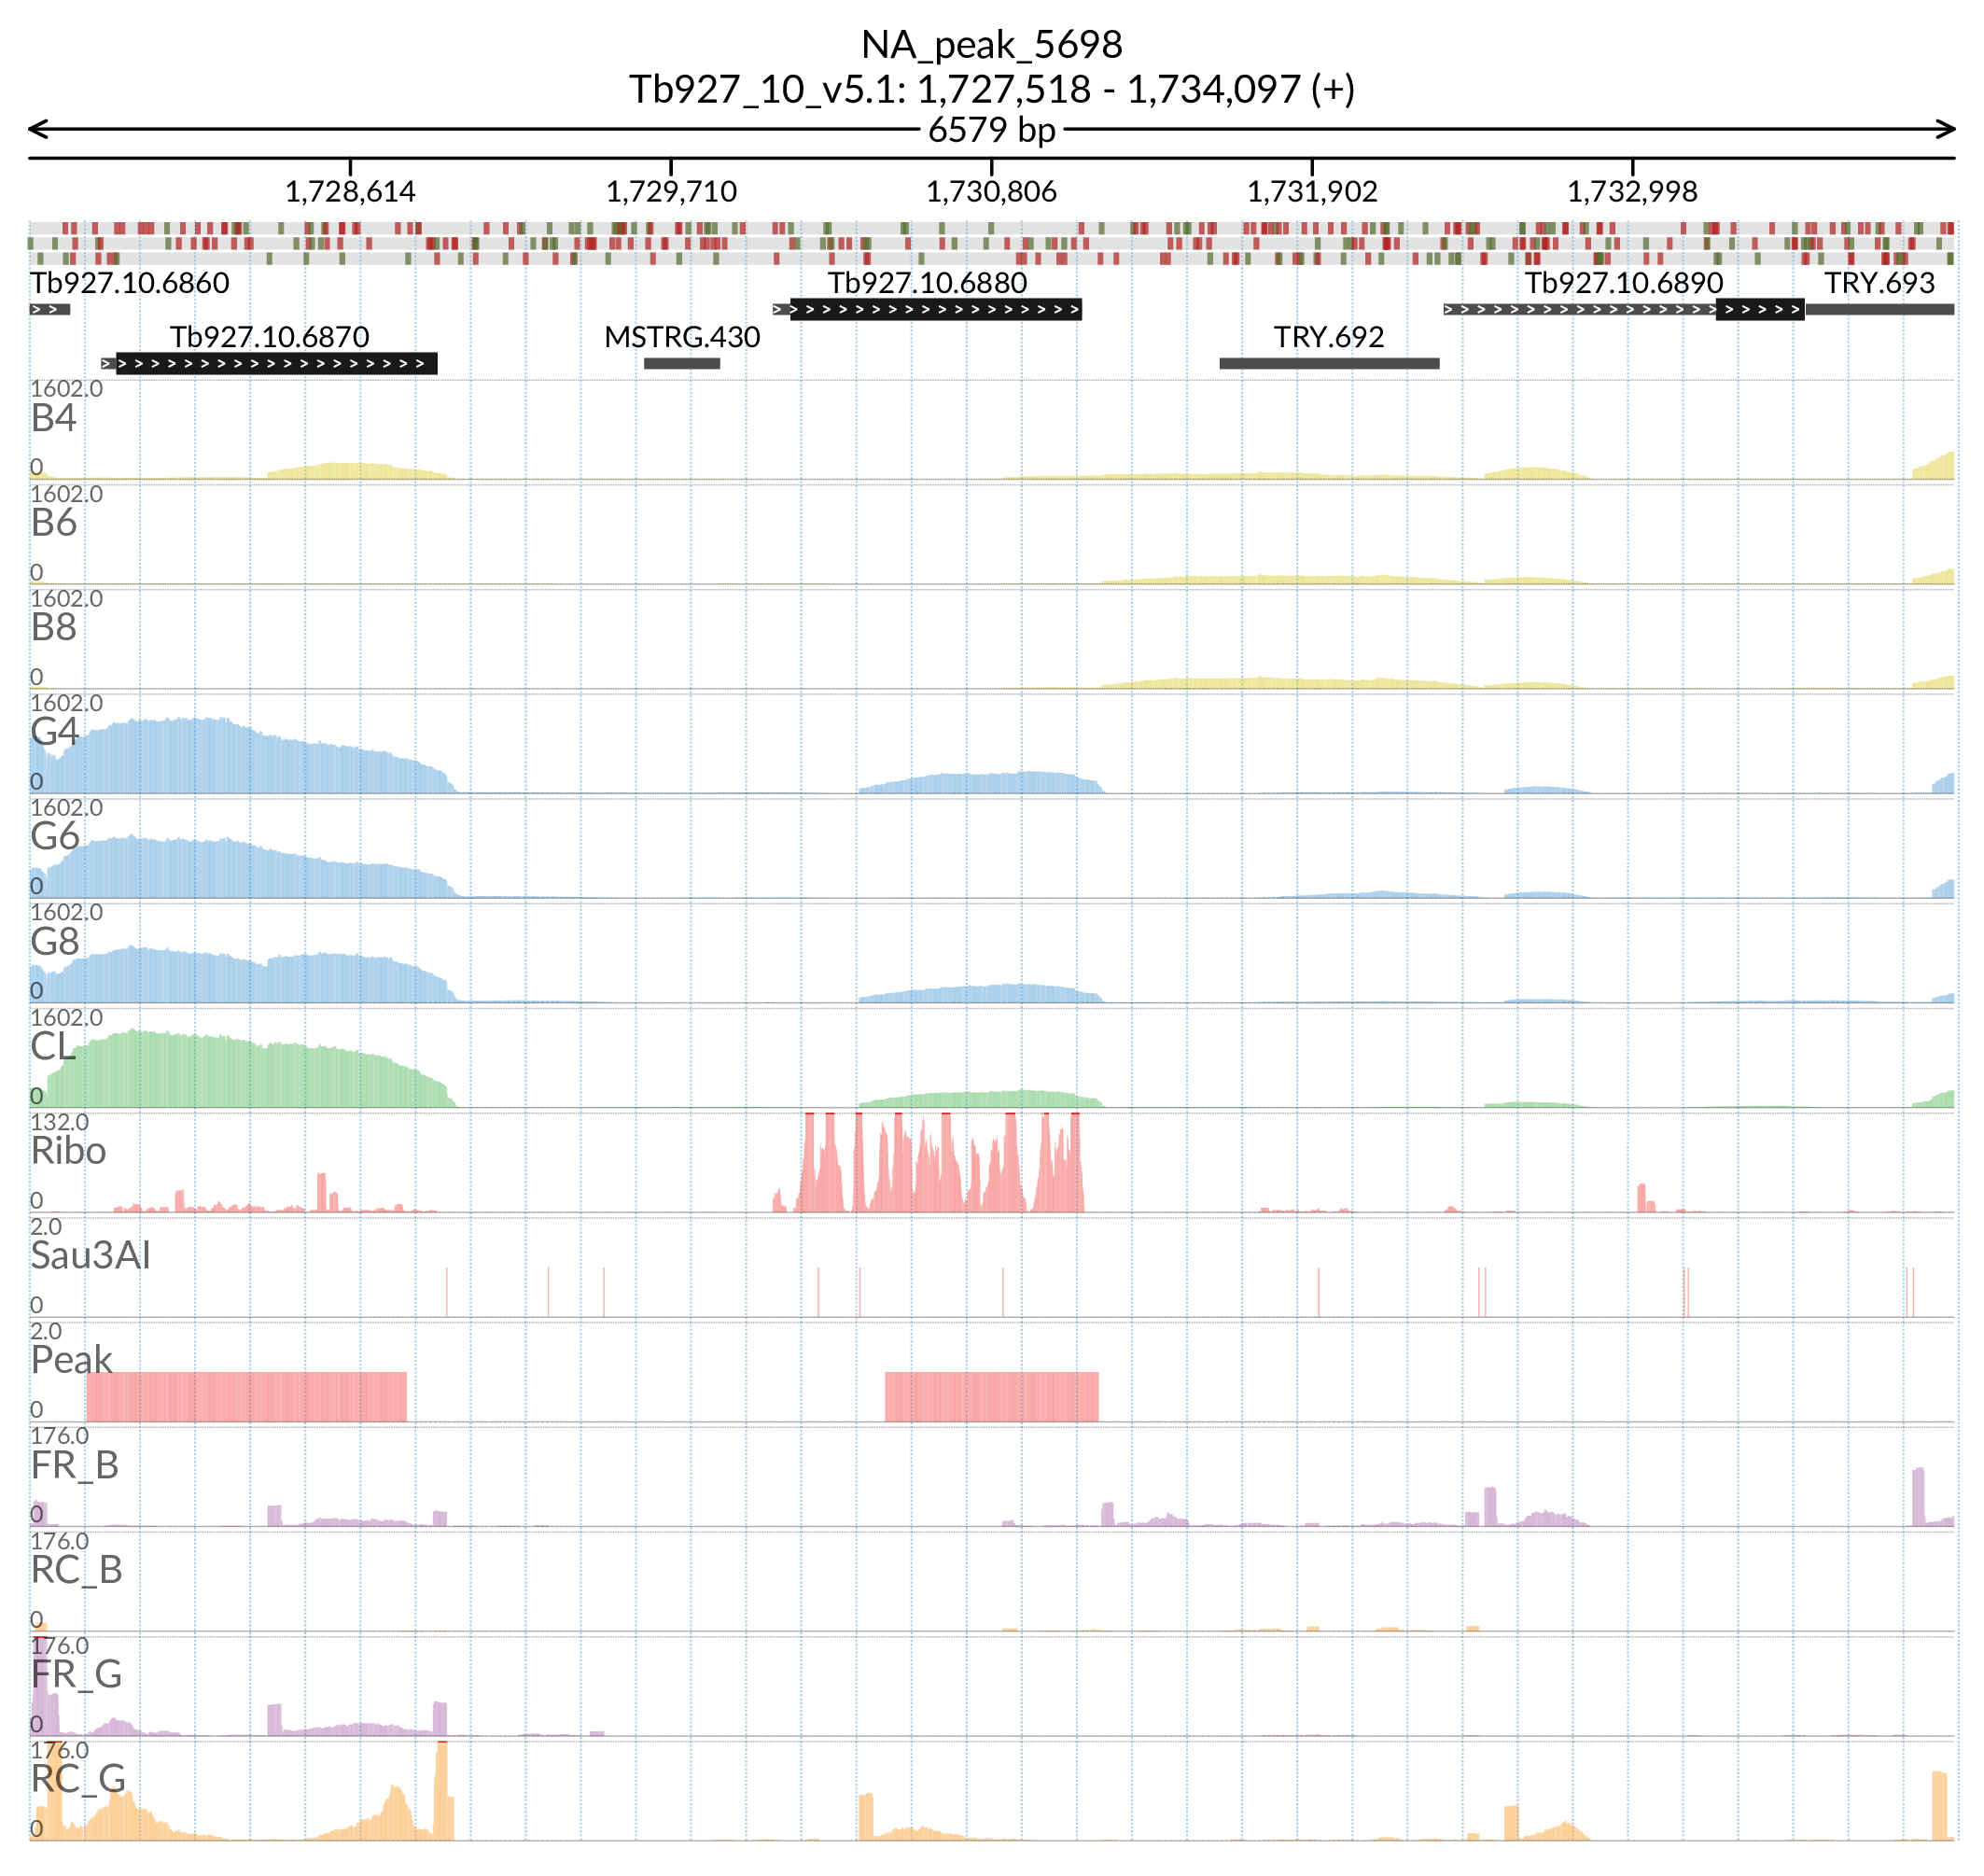 NA_peak_5698
Tb927_10_v5.1: 1,727,518 - 1,734,097 (+)
6579 bp
1,728,614 1,729,710 1,730,806 1,731,902 1,732,998
Tb927.10.6860 Tb927.10.6880 Tb927.10.6890 TRY.693
Tb927.10.6870 MSTRG.430 TRY.692
1602.0
B4
0
1602.0
B6
0
1602.0
B8
0
1602.0
G4
0
1602.0
G6
0
1602.0
G8
0
1602.0
CL
0
132.0
Ribo
0
2.0
Sau3AI
0
2.0
Peak
0
176.0
FR_B
0
176.0
RC_B
0
176.0
FR_G
0
176.0
RC_G
0